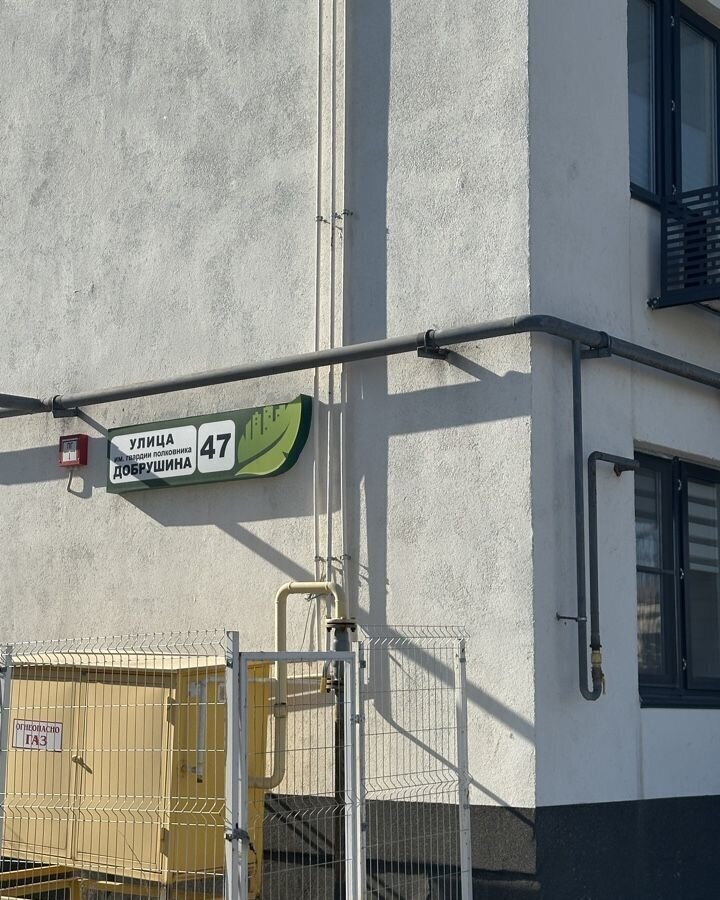 УЛИЦА
ИМ. ГВАРДИИ ПОЛКОВНИКА
ДОБРУШИНА
47
ОГНЕОПАСНО
ГАЗ